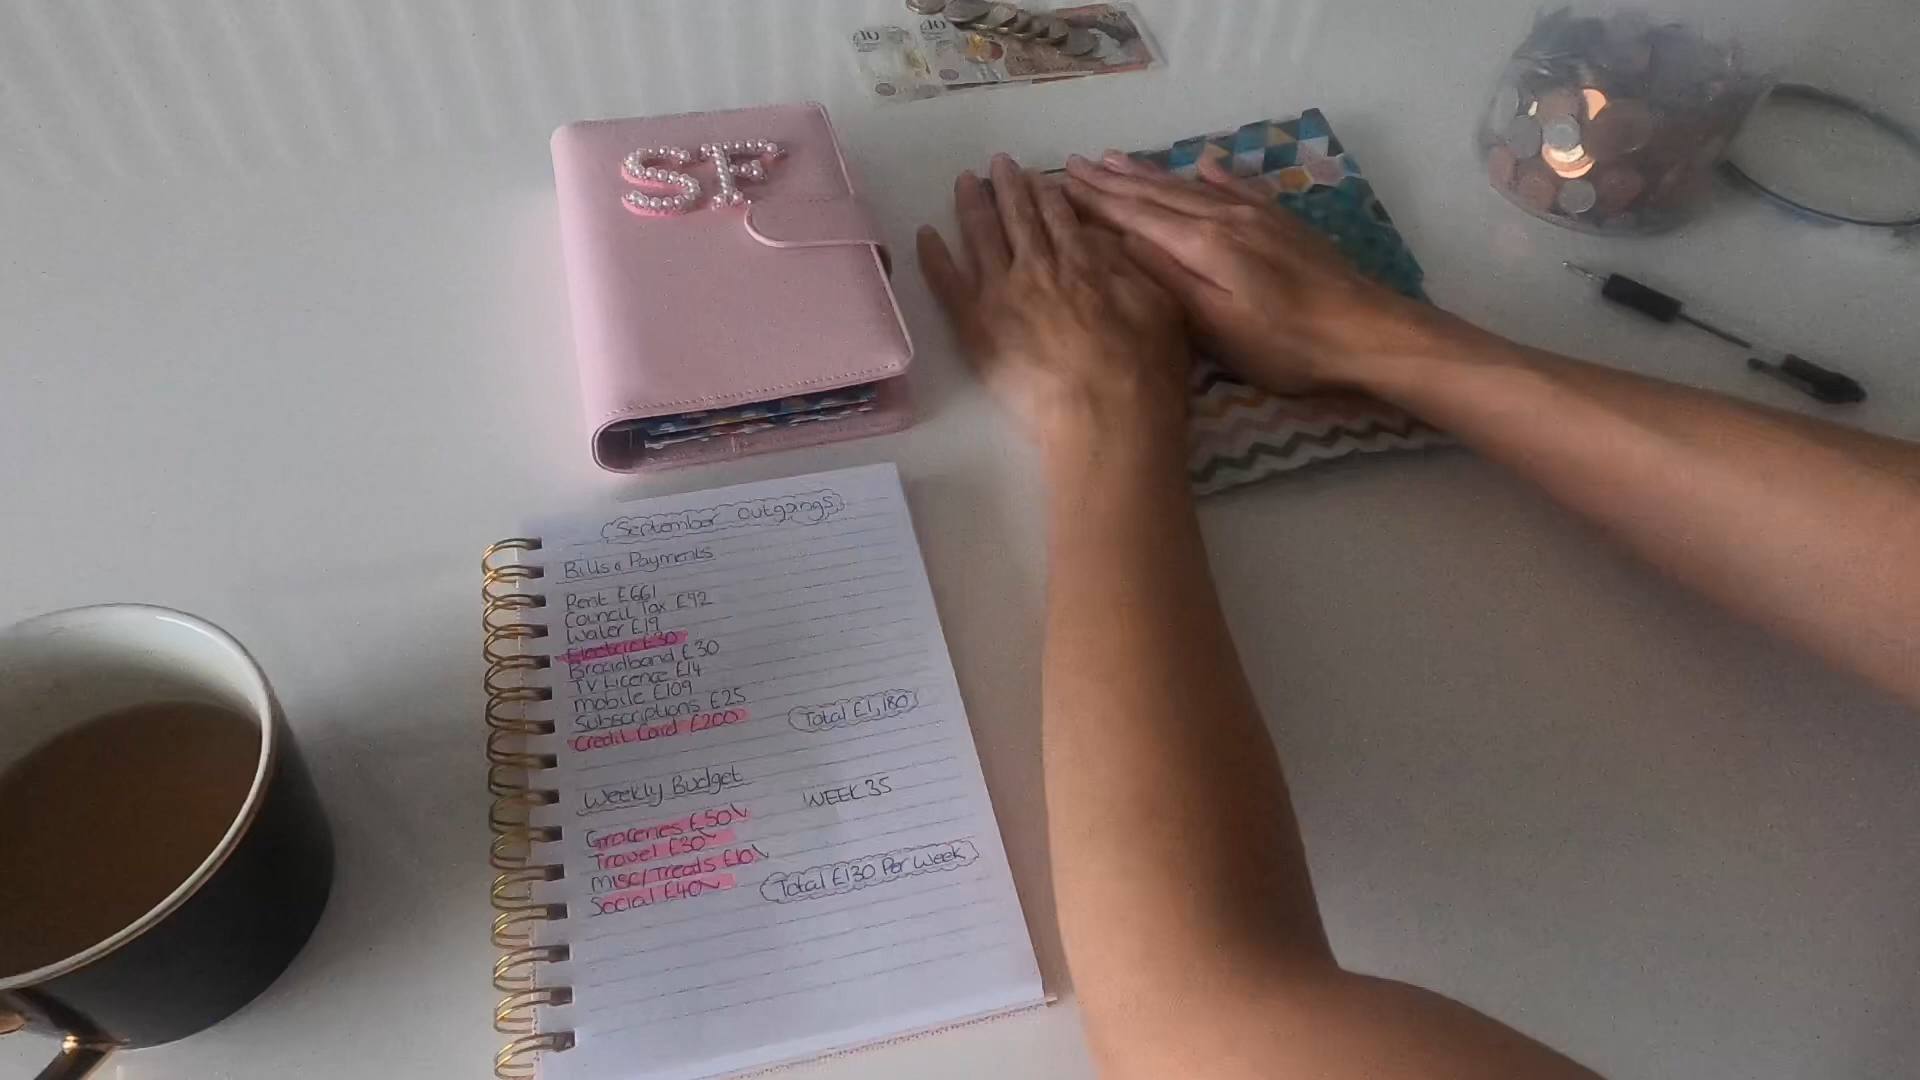 10 10
SF
September outgoings
Bills & Payments
Rent £661
Council Tax £92
Water £19
Electric £30
Broadband £30
TV Licence £14
Mobile £109
Subscriptions £25
Credit Card £200 Total £1,180
Weekly Budget WEEK 35
Groceries £50
Travel £30
Misc/Treats £10
Social £40 Total £130 Per Week